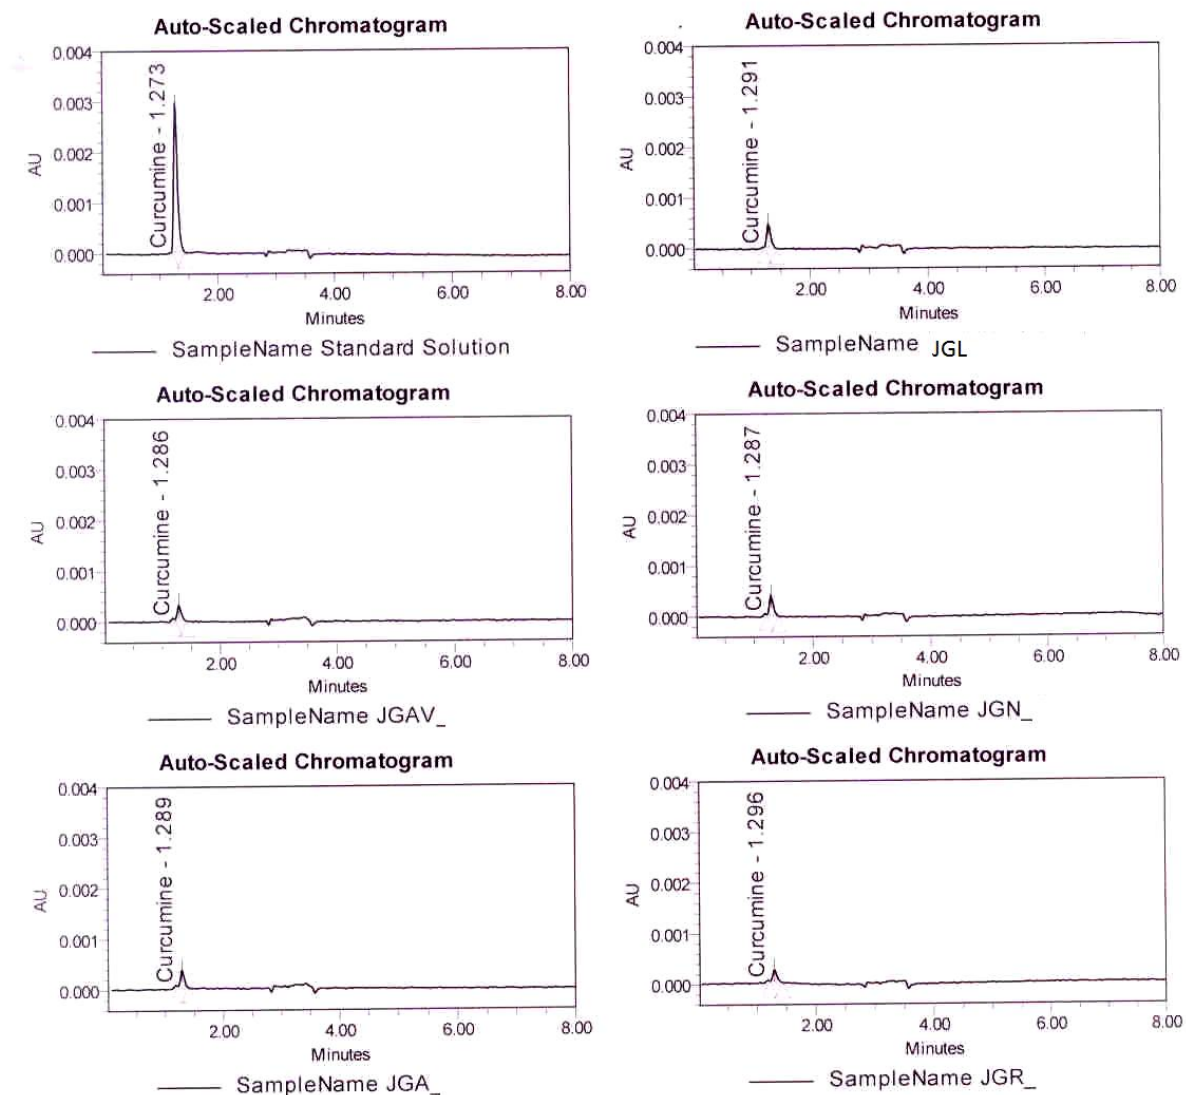 Auto-Scaled Chromatogram
0.004
0.003
0.002
0.001
0.000
AU
Curcumine - 1.273
2.00 4.00 6.00 8.00
Minutes
SampleName Standard Solution
Auto-Scaled Chromatogram
0.004
0.003
0.002
0.001
0.000
AU
Curcumine - 1.291
2.00 4.00 6.00 8.00
Minutes
SampleName JGL
Auto-Scaled Chromatogram
0.004
0.003
0.002
0.001
0.000
AU
Curcumine - 1.286
2.00 4.00 6.00 8.00
Minutes
SampleName JGAV_
Auto-Scaled Chromatogram
0.004
0.003
0.002
0.001
0.000
AU
Curcumine - 1.287
2.00 4.00 6.00 8.00
Minutes
SampleName JGN_
Auto-Scaled Chromatogram
0.004
0.003
0.002
0.001
0.000
AU
Curcumine - 1.289
2.00 4.00 6.00 8.00
Minutes
SampleName JGA_
Auto-Scaled Chromatogram
0.004
0.003
0.002
0.001
0.000
AU
Curcumine - 1.296
2.00 4.00 6.00 8.00
Minutes
SampleName JGR_